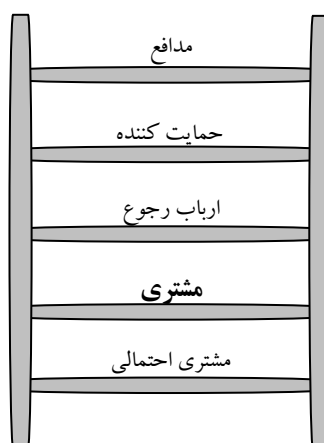 مدافع
حمایت کننده
ارباب رجوع
مشتری
مشتری احتمالی